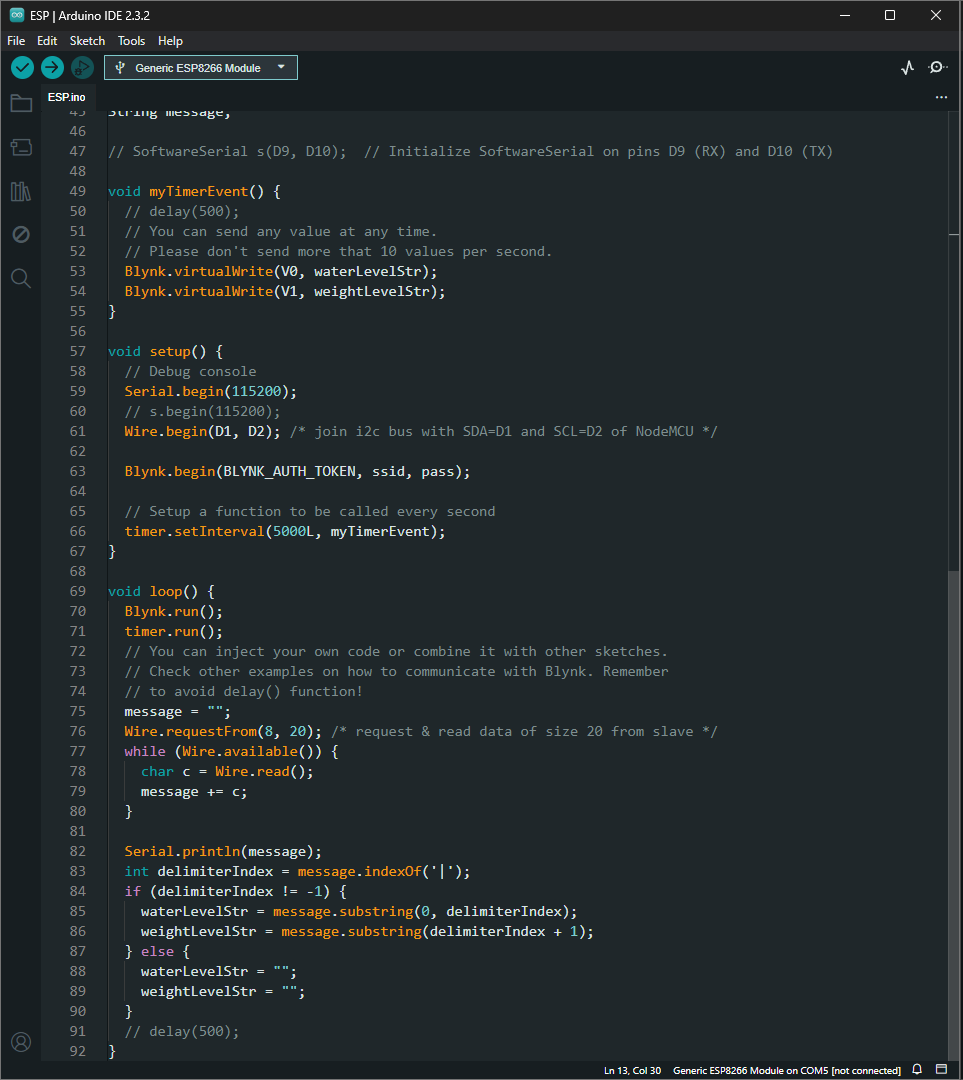 ESP | Arduino IDE 2.3.2
File Edit Sketch Tools Help
Generic ESP8266 Module
ESP.ino
45 String message;
46
47 // SoftwareSerial s(D9, D10);  // Initialize SoftwareSerial on pins D9 (RX) and D10 (TX)
48
49 void myTimerEvent() {
50   // delay(500);
51   // You can send any value at any time.
52   // Please don't send more that 10 values per second.
53   Blynk.virtualWrite(V0, waterLevelStr);
54   Blynk.virtualWrite(V1, weightLevelStr);
55 }
56
57 void setup() {
58   // Debug console
59   Serial.begin(115200);
60   // s.begin(115200);
61   Wire.begin(D1, D2); /* join i2c bus with SDA=D1 and SCL=D2 of NodeMCU */
62
63   Blynk.begin(BLYNK_AUTH_TOKEN, ssid, pass);
64
65   // Setup a function to be called every second
66   timer.setInterval(5000L, myTimerEvent);
67 }
68
69 void loop() {
70   Blynk.run();
71   timer.run();
72   // You can inject your own code or combine it with other sketches.
73   // Check other examples on how to communicate with Blynk. Remember
74   // to avoid delay() function!
75   message = "";
76   Wire.requestFrom(8, 20); /* request & read data of size 20 from slave */
77   while (Wire.available()) {
78     char c = Wire.read();
79     message += c;
80   }
81
82   Serial.println(message);
83   int delimiterIndex = message.indexOf('|');
84   if (delimiterIndex != -1) {
85     waterLevelStr = message.substring(0, delimiterIndex);
86     weightLevelStr = message.substring(delimiterIndex + 1);
87   } else {
88     waterLevelStr = "";
89     weightLevelStr = "";
90   }
91   // delay(500);
92 }
Ln 13, Col 30 Generic ESP8266 Module on COM5 [not connected]